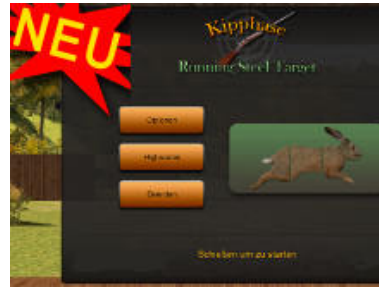 NEU
Kipphase
Running Steel Target
Optionen
Highscore
Beenden
Schießen um zu starten